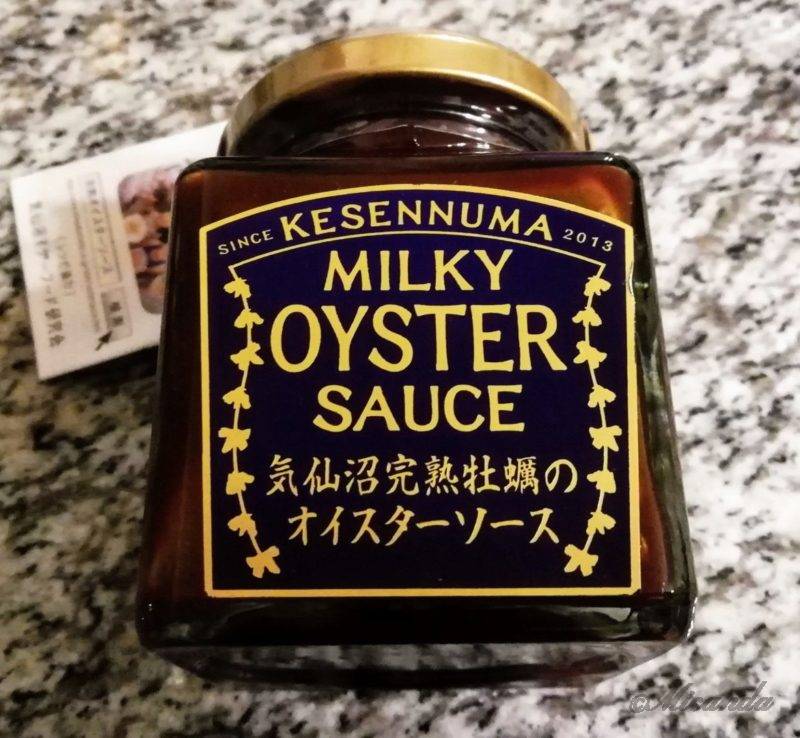 SINCE KESENNUMA 2013
MILKY
OYSTER
SAUCE
気仙沼完熟牡蠣の
オイスターソース
©Miranda